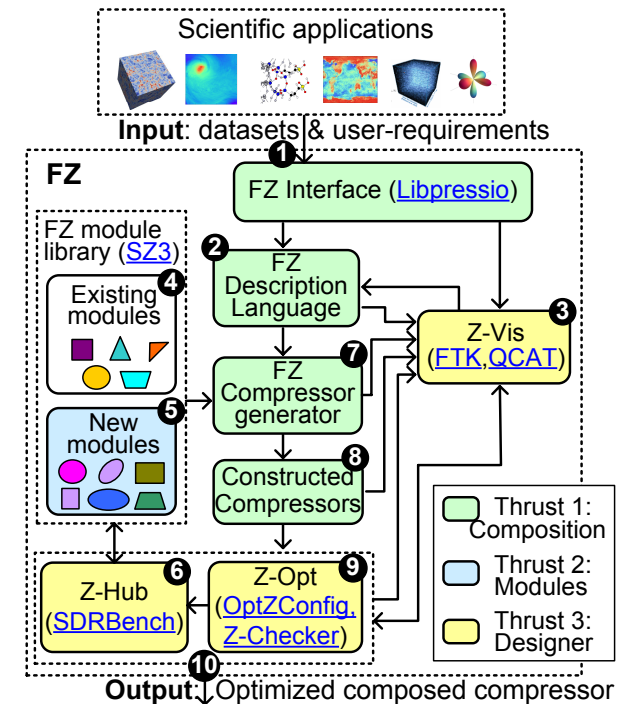 Scientific applications
Input: datasets & user-requirements
1
FZ
FZ Interface (Libpressio)
FZ module
library (SZ3)
4
Existing
modules
5
New
modules
2
FZ
Description
Language
3
Z-Vis
(FTK,QCAT)
7
FZ
Compressor
generator
8
Constructed
Compressors
6
Z-Hub
(SDRBench)
9
Z-Opt
(OptZConfig,
Z-Checker)
Thrust 1:
Composition
Thrust 2:
Modules
Thrust 3:
Designer
10
Output: Optimized composed compressor